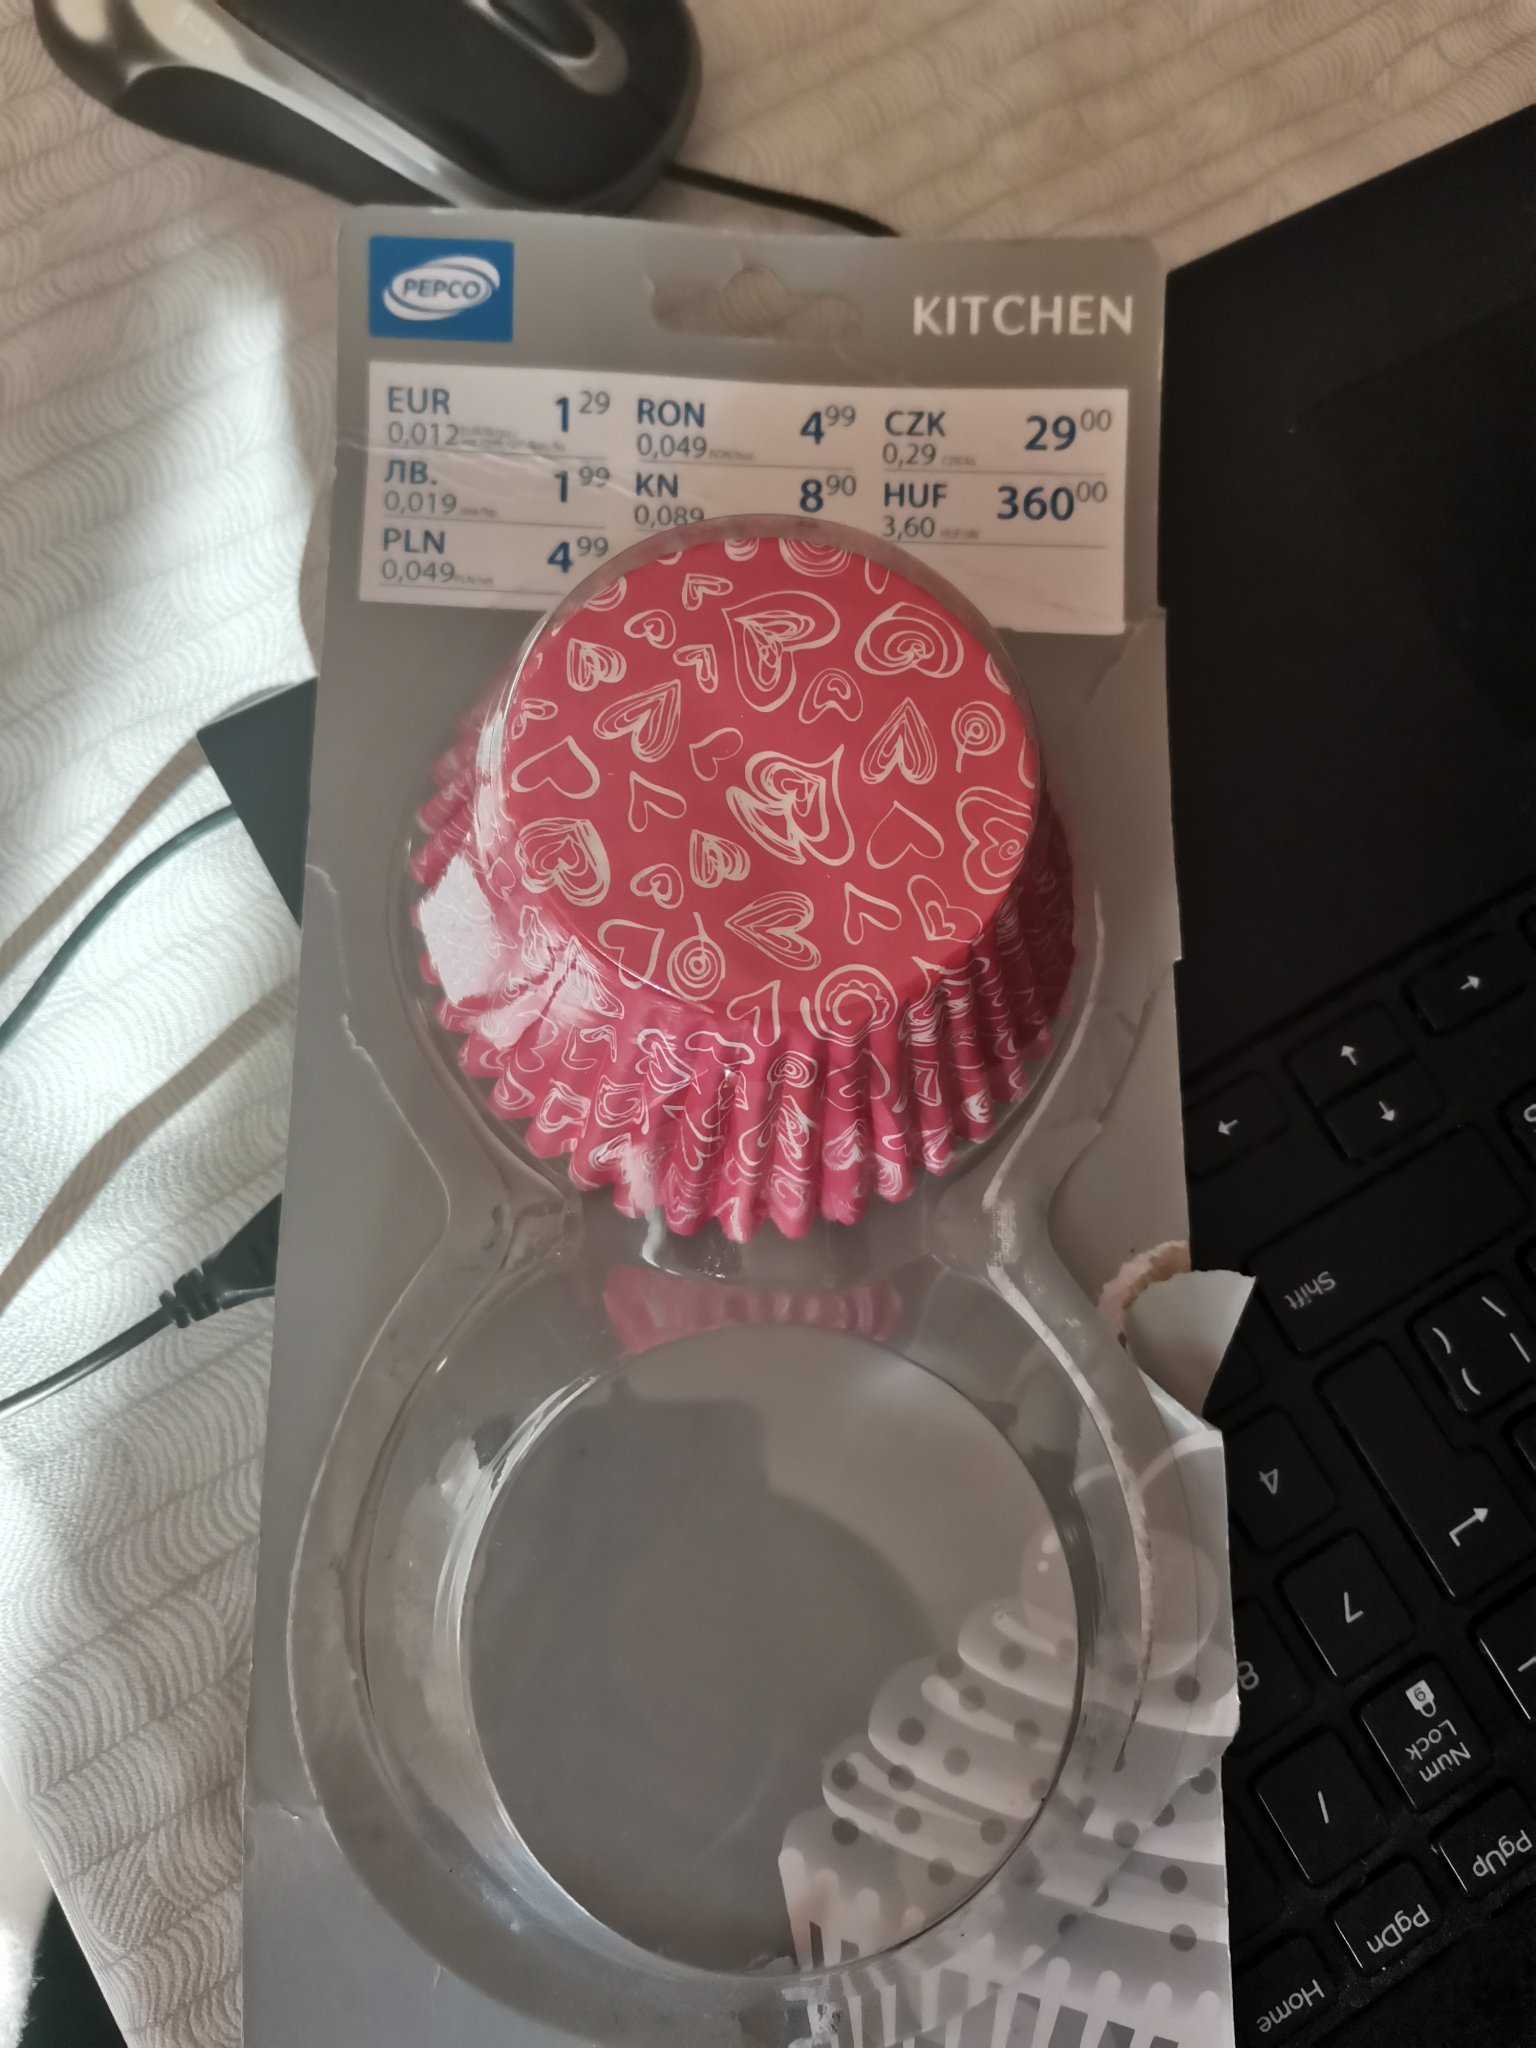 PEPCO
KITCHEN
EUR 1 29
0,012
RON 4 99
0,049
CZK 29 00
0,29
ЛВ. 1 99
0,019
KN 8 90
0,089
HUF 360 00
3,60
PLN 4 99
0,049
Shift
4
7
8
9
Num
Lock
/
PgUp
PgDn
Home